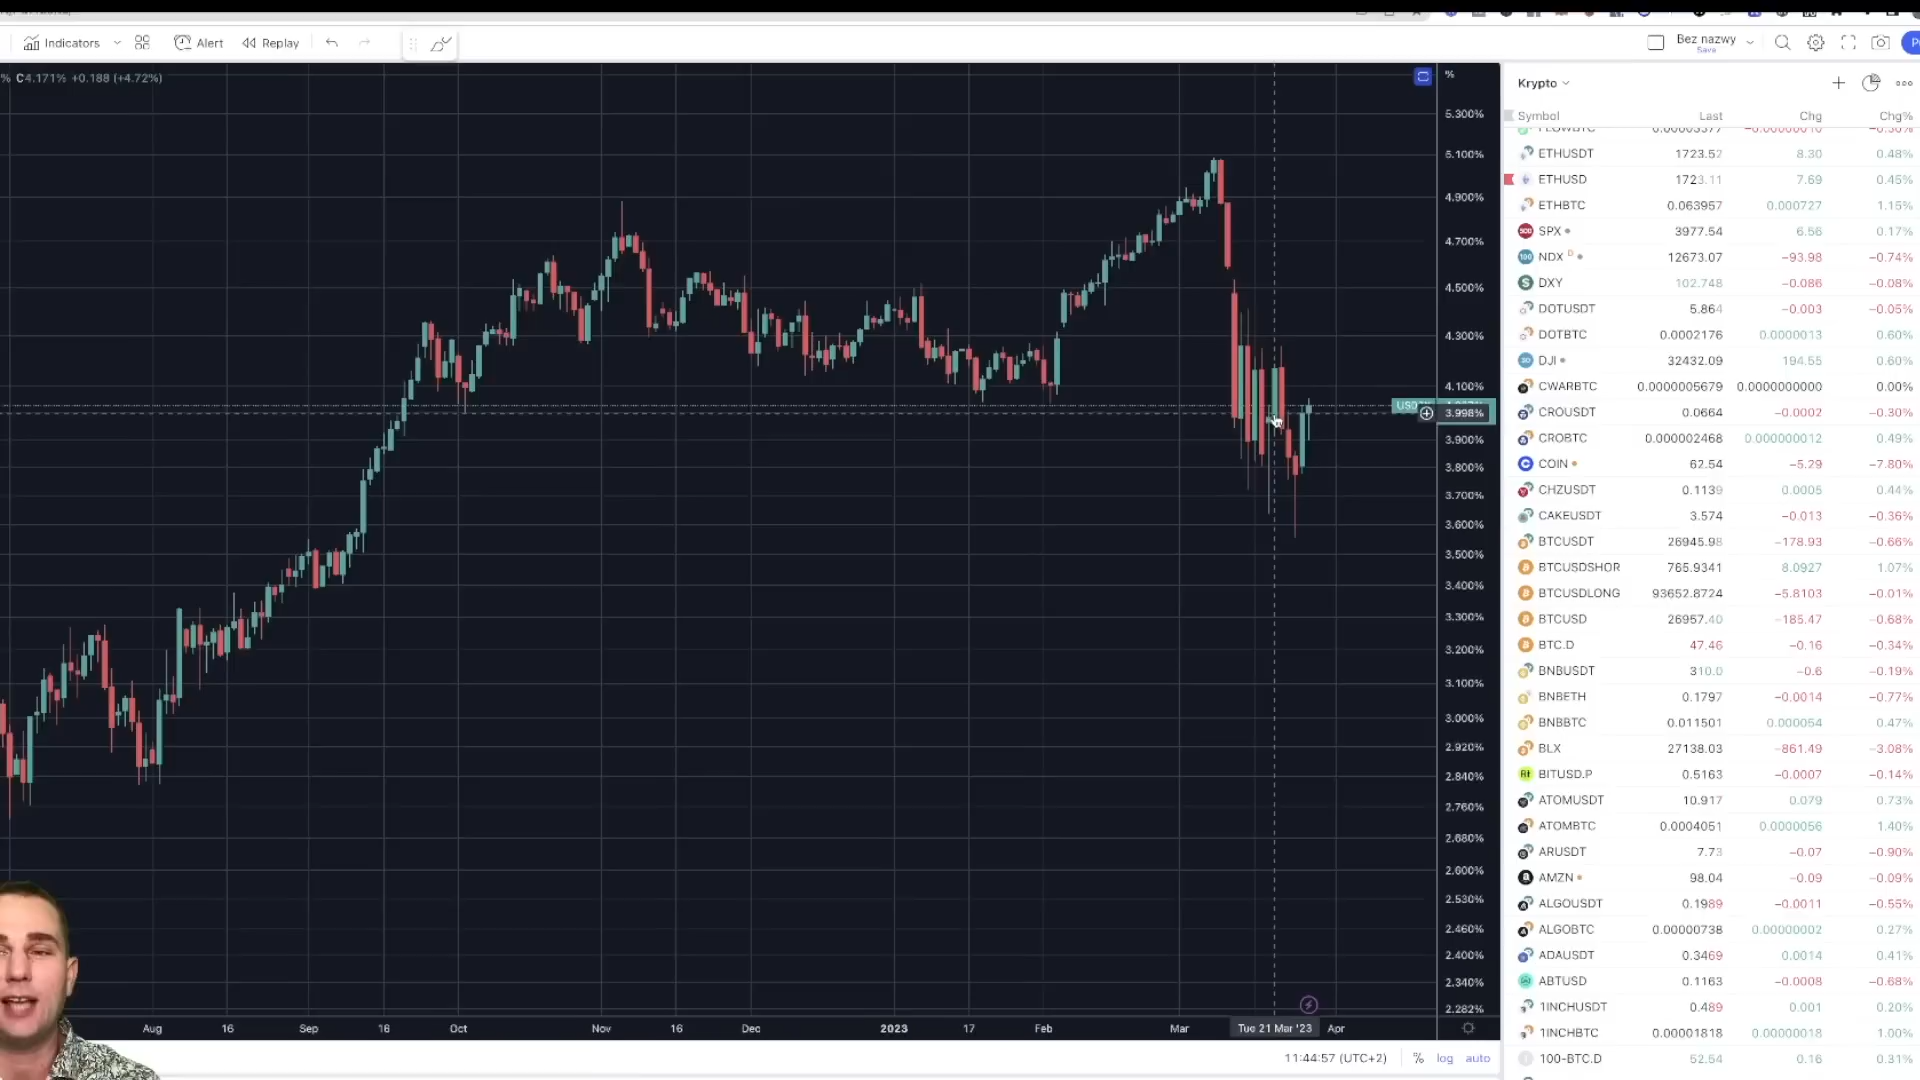 Indicators
Alert
Replay
Bez nazwy
Save
% C4.171% +0.188 (+4.72%)
%
5.300%
5.100%
4.900%
4.700%
4.500%
4.300%
4.100%
3.998%
3.900%
3.800%
3.700%
3.600%
3.500%
3.400%
3.300%
3.200%
3.100%
3.000%
2.920%
2.840%
2.760%
2.680%
2.600%
2.530%
2.460%
2.400%
2.340%
2.282%
Aug 16 Sep 16 Oct Nov 16 Dec 2023 17 Feb Mar Tue 21 Mar '23 Apr
11:44:57 (UTC+2) % log auto
Krypto
Symbol Last Chg Chg%
ETHUSDT 1723.52 8.30 0.48%
ETHUSD 1723.11 7.69 0.45%
ETHBTC 0.063957 0.000727 1.15%
SPX 3977.54 6.56 0.17%
NDX D 12673.07 −93.98 −0.74%
DXY 102.748 −0.086 −0.08%
DOTUSDT 5.864 −0.003 −0.05%
DOTBTC 0.0002176 0.0000013 0.60%
DJI 32432.09 194.55 0.60%
CWARBTC 0.0000005679 0.0000000000 0.00%
CROUSDT 0.0664 −0.0002 −0.30%
CROBTC 0.000002468 0.000000012 0.49%
COIN 62.54 −5.29 −7.80%
CHZUSDT 0.1139 0.0005 0.44%
CAKEUSDT 3.574 −0.013 −0.36%
BTCUSDT 26945.98 −178.93 −0.66%
BTCUSDSHOR 765.9341 8.0927 1.07%
BTCUSDLONG 93652.8724 −5.8103 −0.01%
BTCUSD 26957.40 −185.47 −0.68%
BTC.D 47.46 −0.16 −0.34%
BNBUSDT 310.0 −0.6 −0.19%
BNBETH 0.1797 −0.0014 −0.77%
BNBBTC 0.011501 0.000054 0.47%
BLX 27138.03 −861.49 −3.08%
BITUSD.P 0.5163 −0.0007 −0.14%
ATOMUSDT 10.917 0.079 0.73%
ATOMBTC 0.0004051 0.0000056 1.40%
ARUSDT 7.73 −0.07 −0.90%
AMZN 98.04 −0.09 −0.09%
ALGOUSDT 0.1989 −0.0011 −0.55%
ALGOBTC 0.00000738 0.00000002 0.27%
ADAUSDT 0.3469 0.0014 0.41%
ABTUSD 0.1163 −0.0008 −0.68%
1INCHUSDT 0.489 0.001 0.20%
1INCHBTC 0.00001818 0.00000018 1.00%
100-BTC.D 52.54 0.16 0.31%